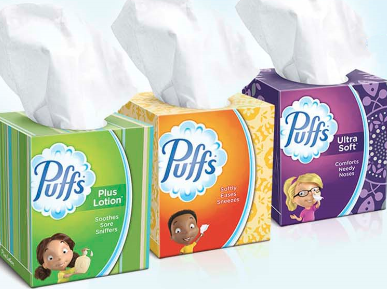 Puffs
Plus
Lotion
Soothes
Sore
Sniffers
Puffs
Softly
Eases
Sneezes
Puffs
Ultra
Soft
Comforts
Needy
Noses